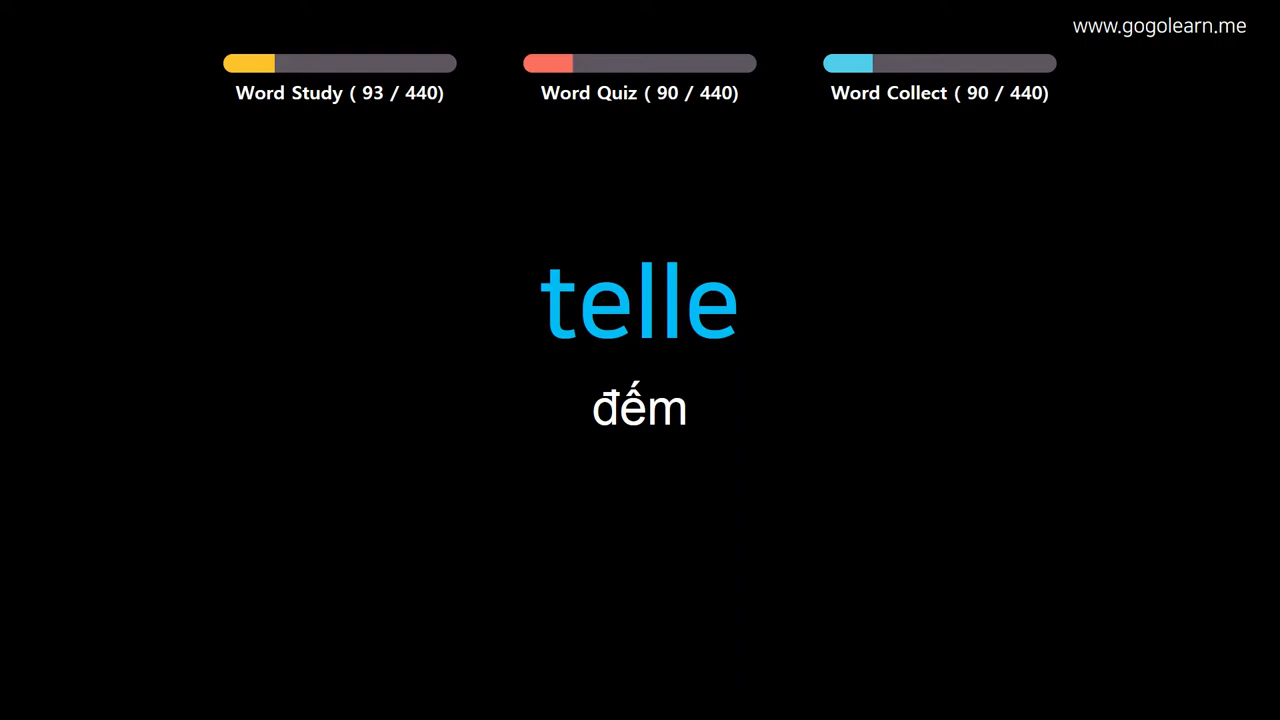 www.gogolearn.me
Word Study ( 93 / 440)
Word Quiz ( 90 / 440)
Word Collect ( 90 / 440)
telle
đếm